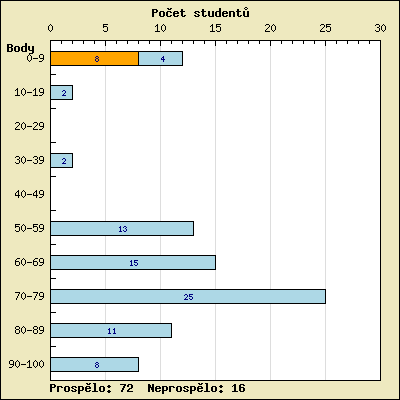 Počet studentů
0 5 10 15 20 25 30
Body
0-9 8 4
10-19 2
20-29
30-39 2
40-49
50-59 13
60-69 15
70-79 25
80-89 11
90-100 8
Prospělo: 72 Neprospělo: 16